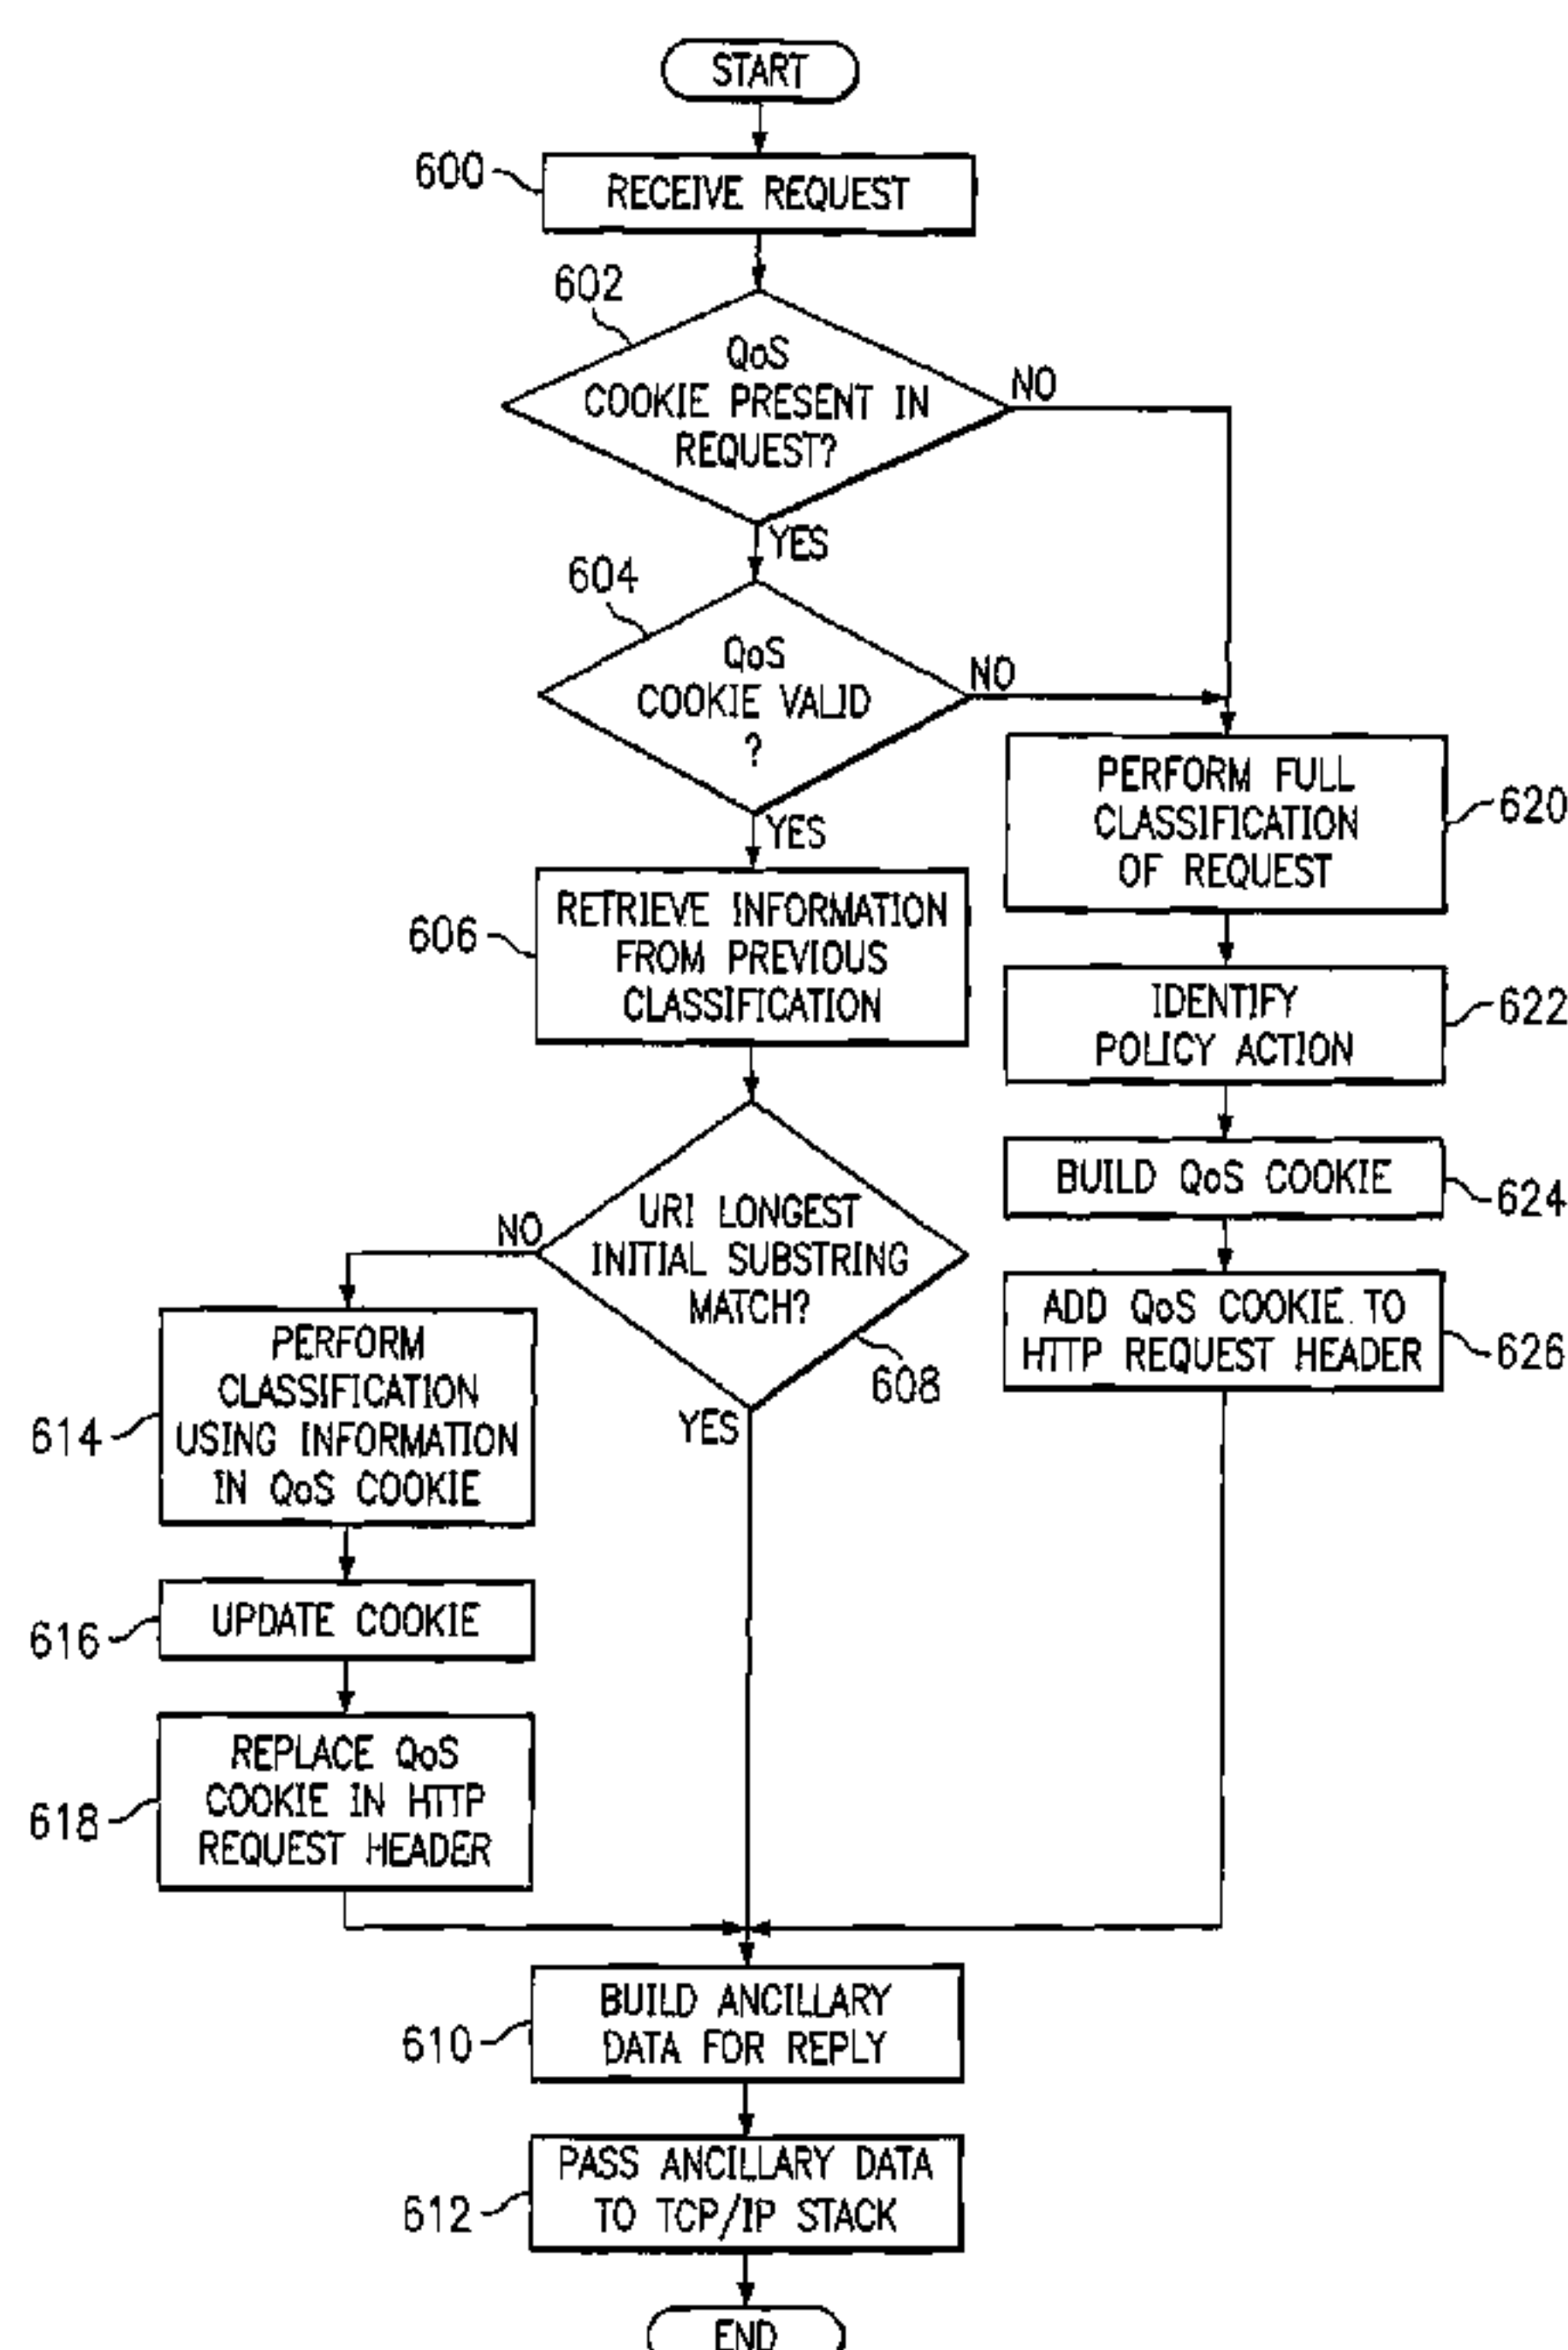 START
600
RECEIVE REQUEST
602
QoS
COOKIE PRESENT IN
REQUEST?
NO
YES
604
QoS
COOKIE VALID
?
NO
YES
606
RETRIEVE INFORMATION
FROM PREVIOUS
CLASSIFICATION
PERFORM FULL
CLASSIFICATION
OF REQUEST
620
IDENTIFY
POLICY ACTION
622
BUILD QoS COOKIE
624
ADD QoS COOKIE TO
HTTP REQUEST HEADER
626
URI LONGEST
INITIAL SUBSTRING
MATCH?
608
NO
YES
614
PERFORM
CLASSIFICATION
USING INFORMATION
IN QoS COOKIE
616
UPDATE COOKIE
618
REPLACE QoS
COOKIE IN HTTP
REQUEST HEADER
610
BUILD ANCILLARY
DATA FOR REPLY
612
PASS ANCILLARY DATA
TO TCP/IP STACK
END